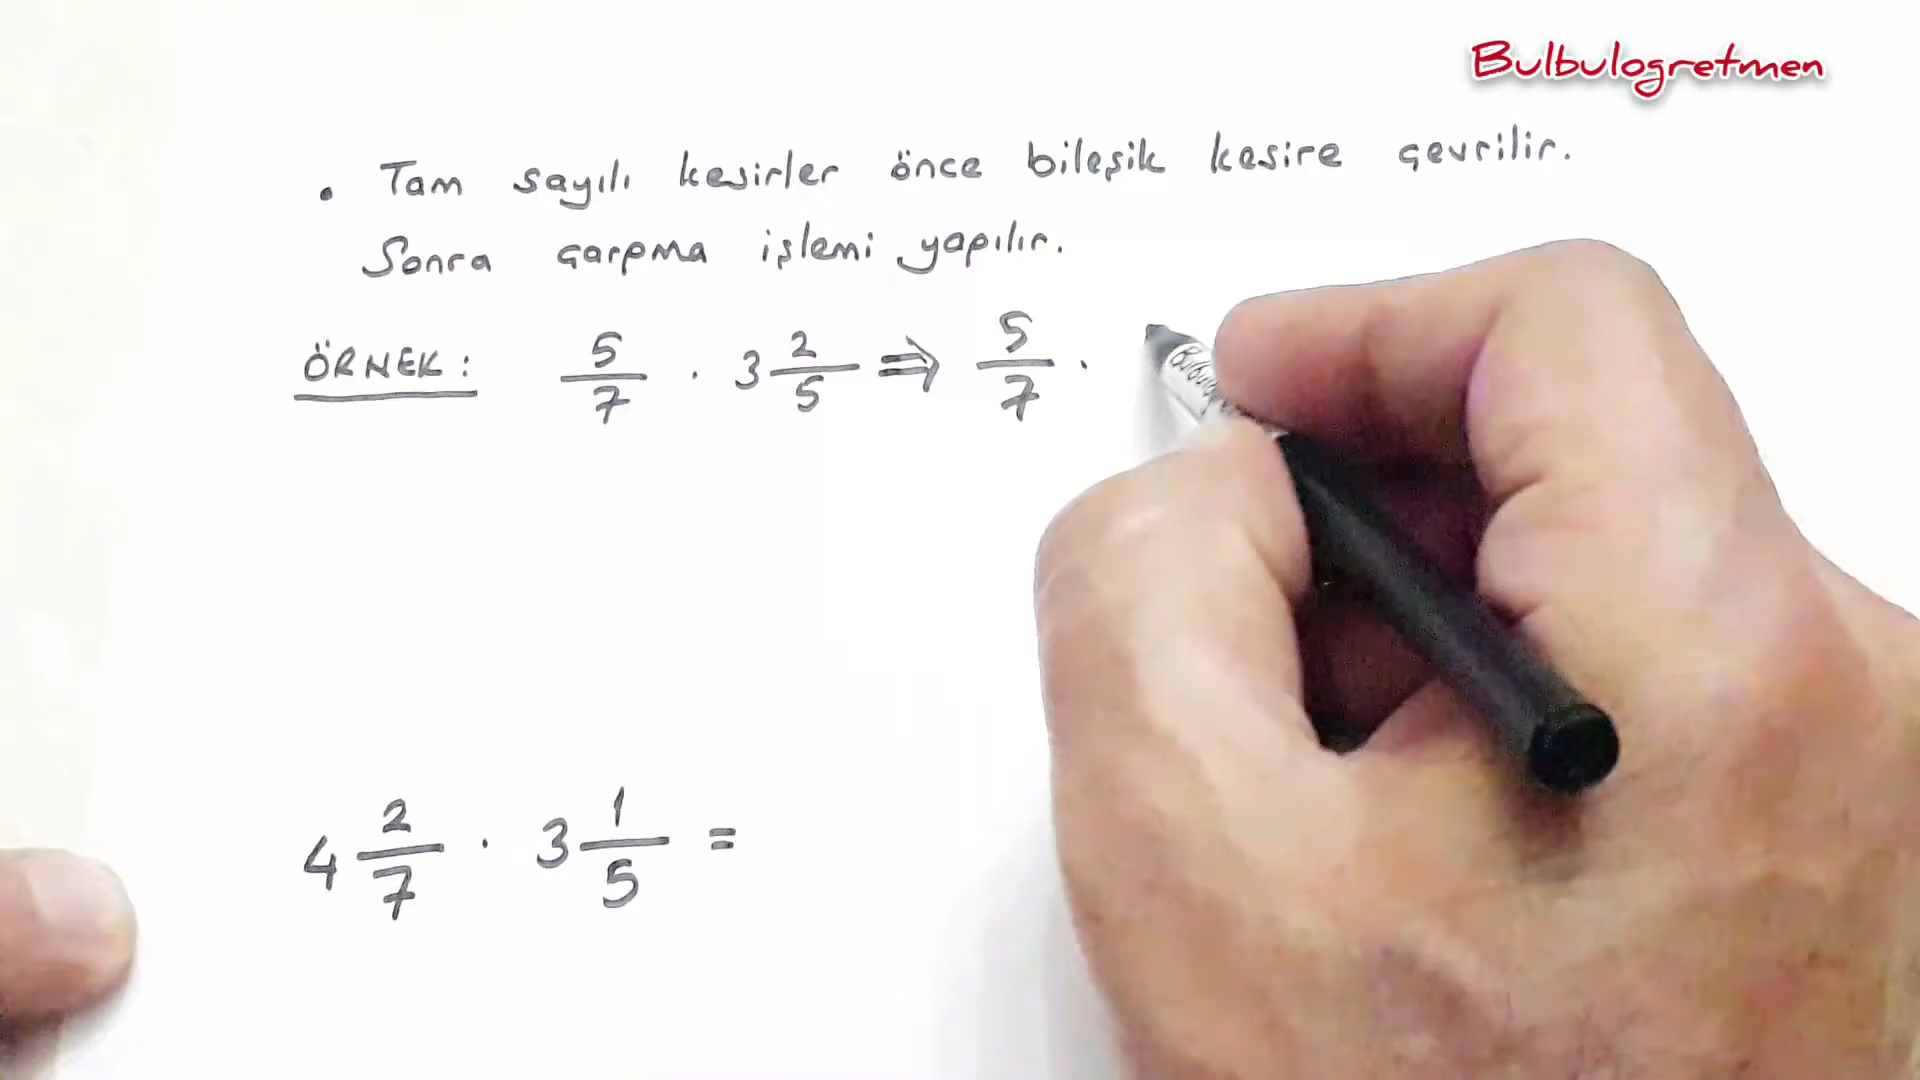 Bulbulogretmen
• Tam sayılı kesirler önce bileşik kesire çevrilir.
Sonra çarpma işlemi yapılır.
ÖRNEK: 5/7 · 3 2/5 ⇒ 5/7 ·
4 2/7 · 3 1/5 =